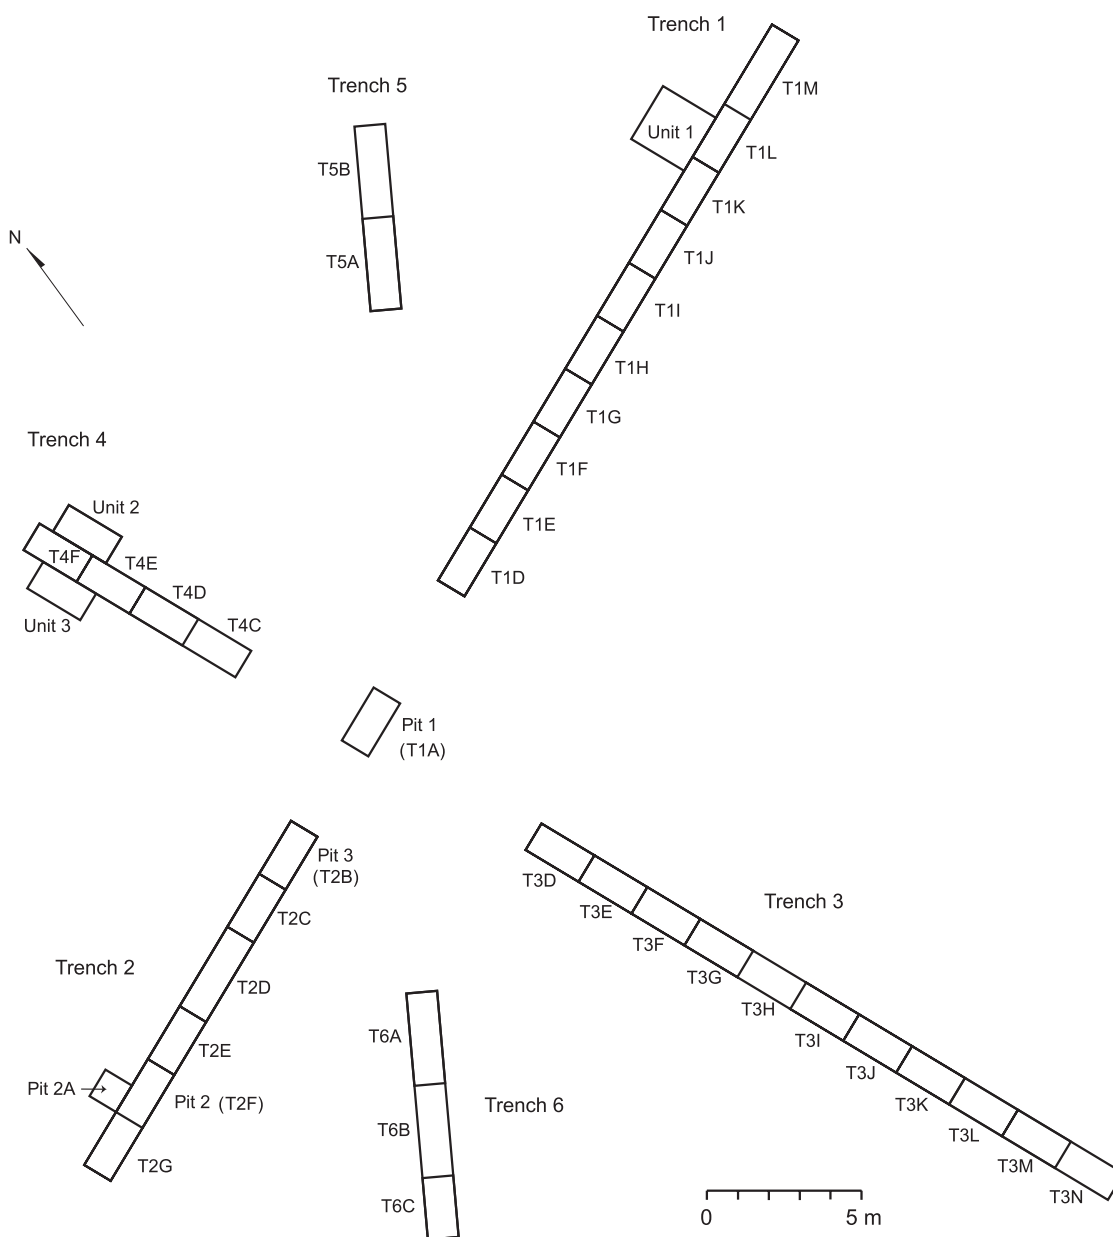 Trench 1
T1M
Trench 5
Unit 1
T1L
T5B
T1K
N
T5A
T1J
T1I
T1H
T1G
Trench 4
T1F
Unit 2
T1E
T4F
T4E
T1D
T4D
Unit 3
T4C
Pit 1
(T1A)
Pit 3
(T2B)
T3D
Trench 3
T3E
T2C
T3F
Trench 2
T3G
T2D
T3H
T6A
T3I
T2E
T3J
Pit 2A
Pit 2 (T2F)
T3K
Trench 6
T6B
T3L
T2G
T3M
T3N
T6C
0 5 m